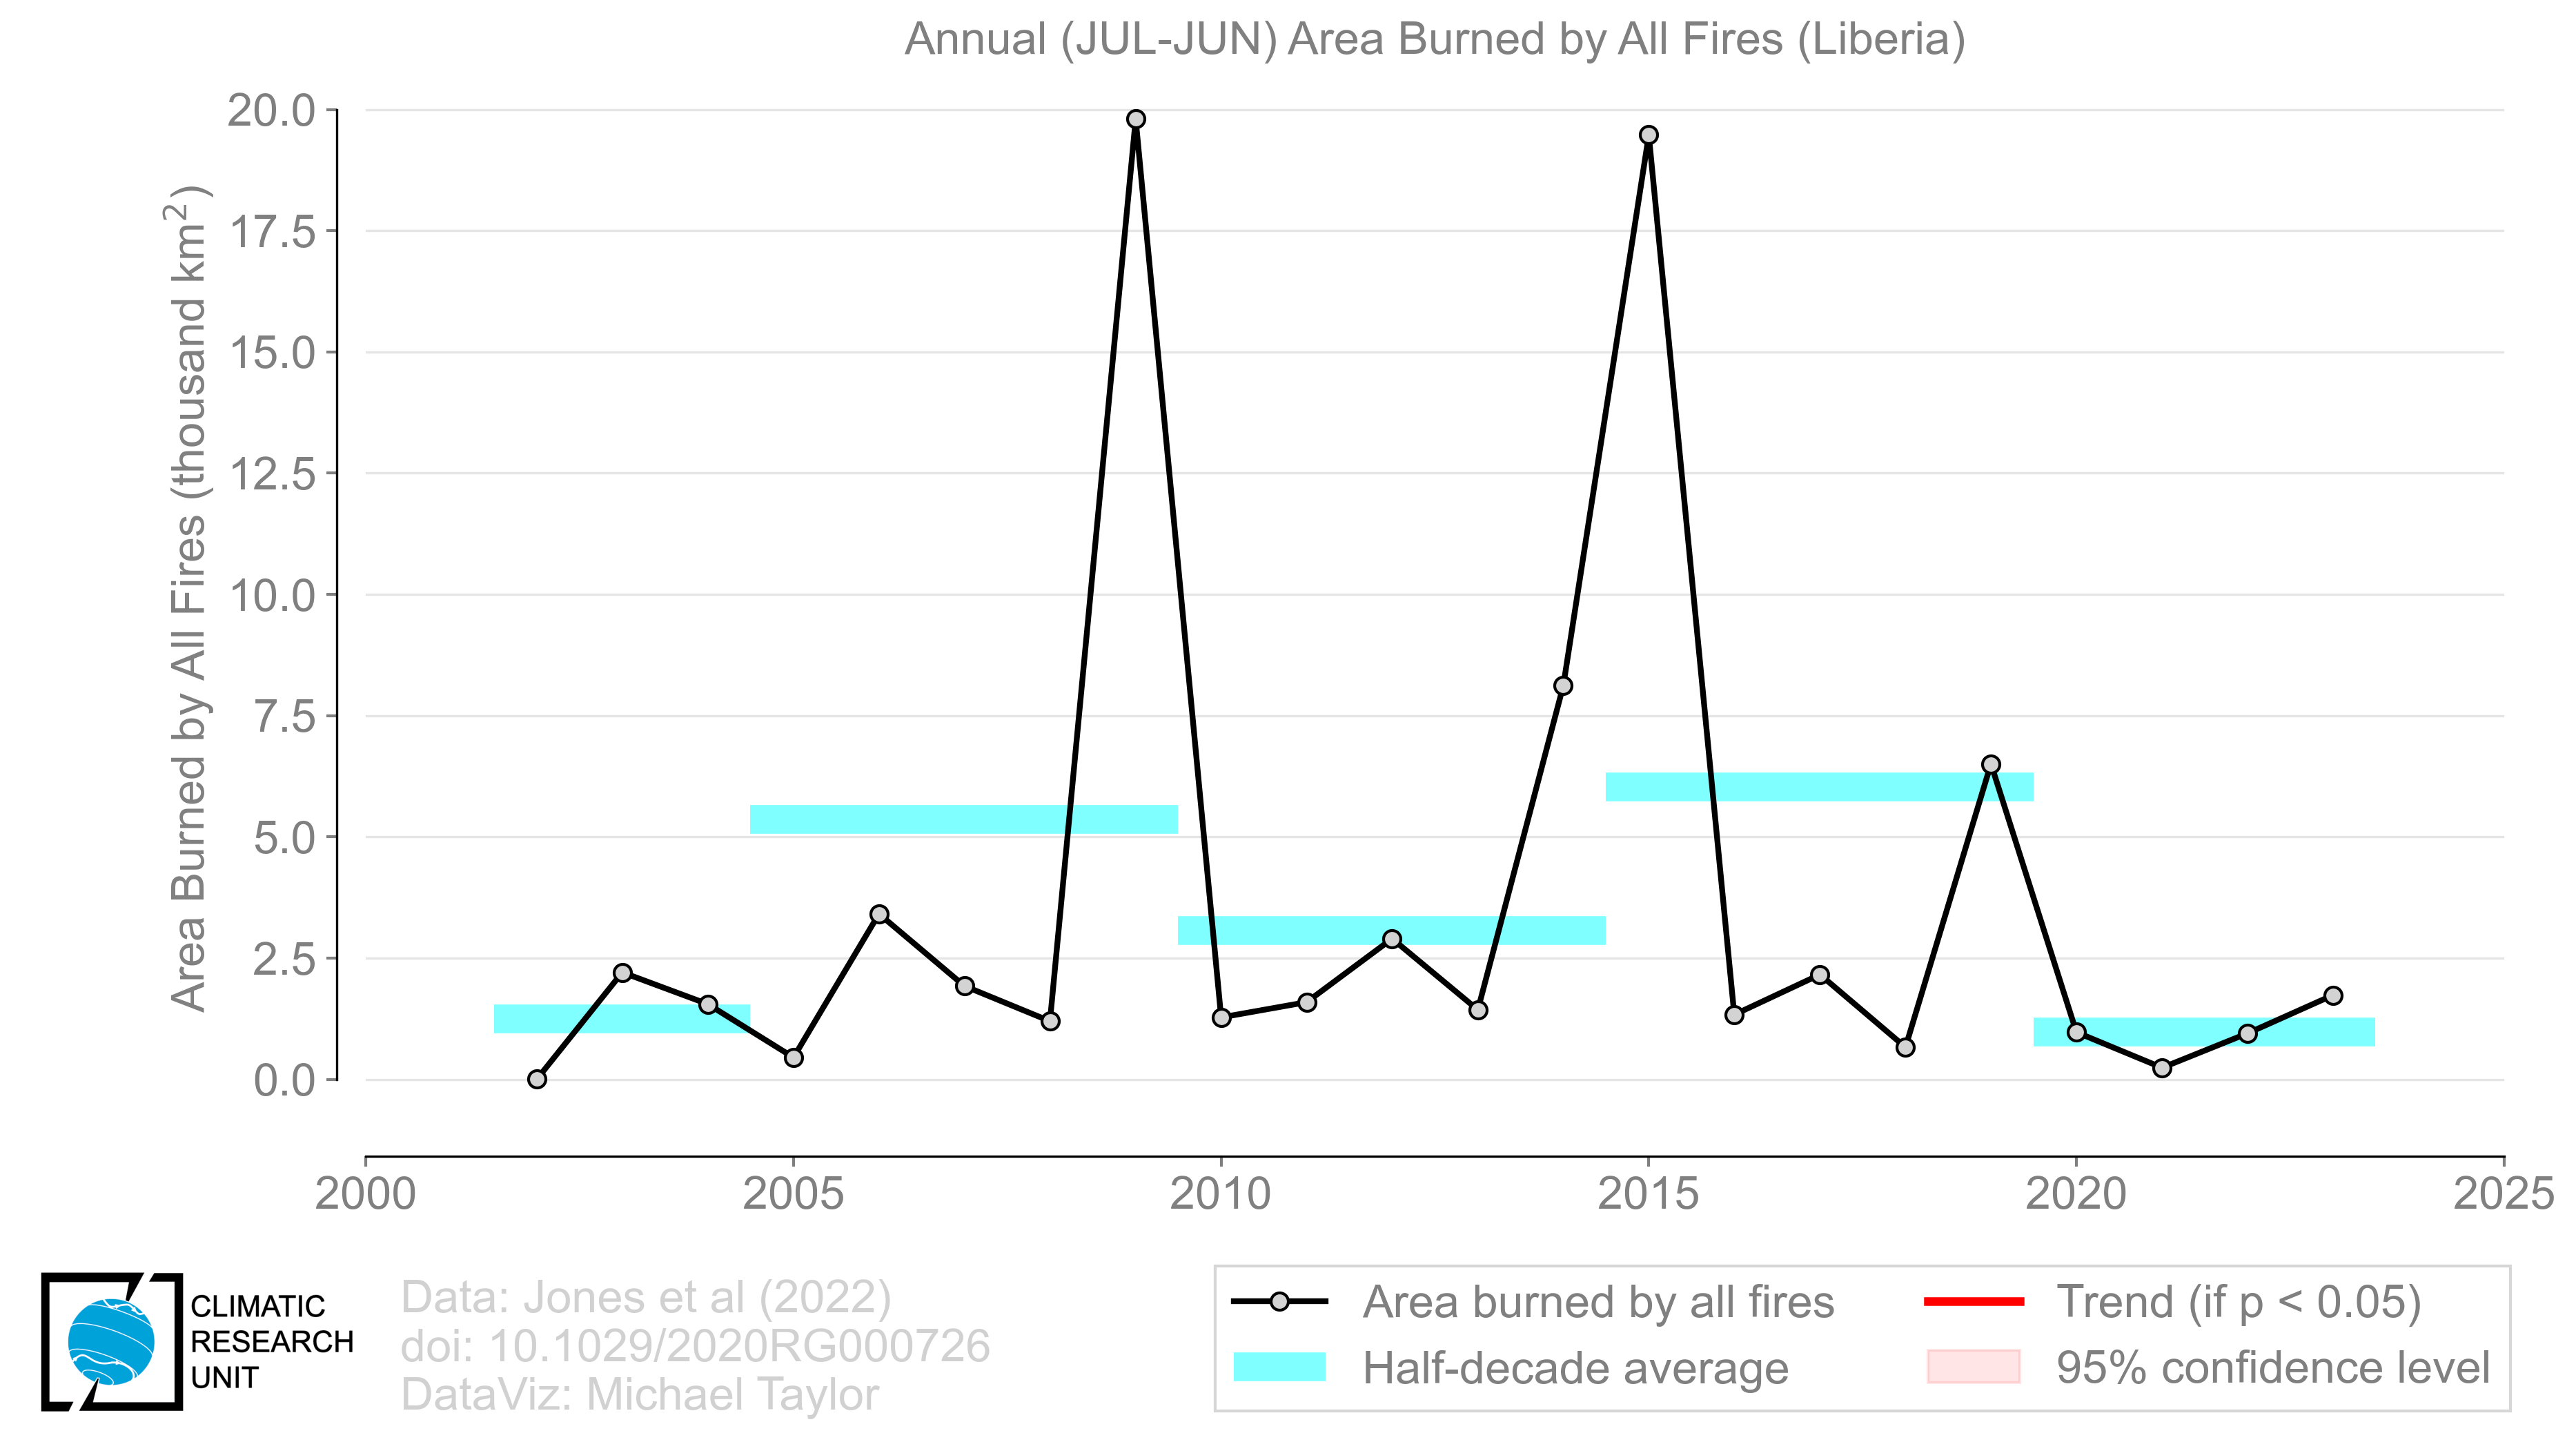 Annual (JUL-JUN) Area Burned by All Fires (Liberia)
Area Burned by All Fires (thousand km²)
20.0
17.5
15.0
12.5
10.0
7.5
5.0
2.5
0.0
2000 2005 2010 2015 2020 2025
CLIMATIC
RESEARCH
UNIT
Data: Jones et al (2022)
doi: 10.1029/2020RG000726
DataViz: Michael Taylor
Area burned by all fires
Half-decade average
Trend (if p < 0.05)
95% confidence level